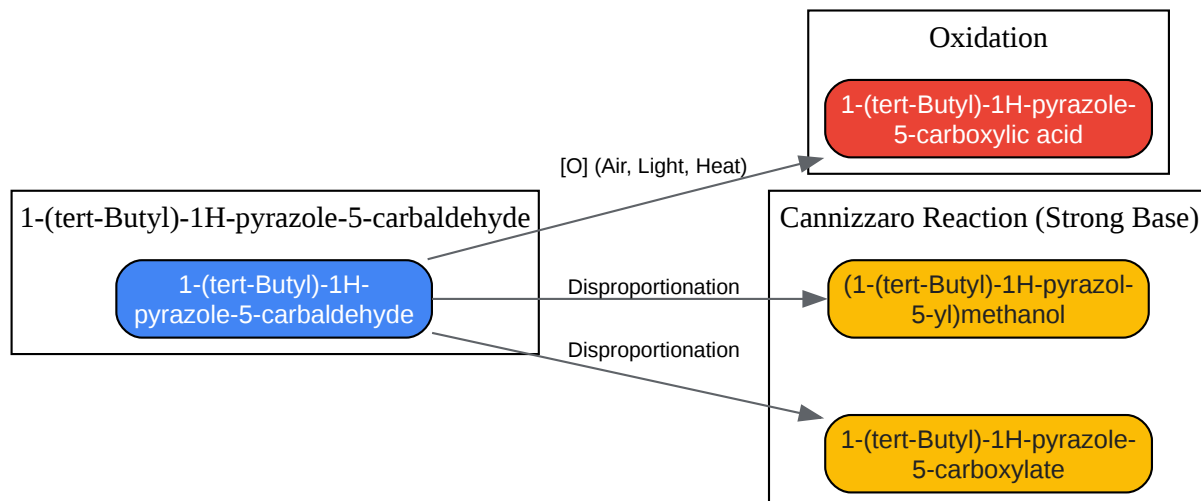 Oxidation
1-(tert-Butyl)-1H-pyrazole-
5-carboxylic acid
[O] (Air, Light, Heat)
1-(tert-Butyl)-1H-pyrazole-5-carbaldehyde
1-(tert-Butyl)-1H-
pyrazole-5-carbaldehyde
Disproportionation
Disproportionation
Cannizzaro Reaction (Strong Base)
(1-(tert-Butyl)-1H-pyrazol-
5-yl)methanol
1-(tert-Butyl)-1H-pyrazole-
5-carboxylate